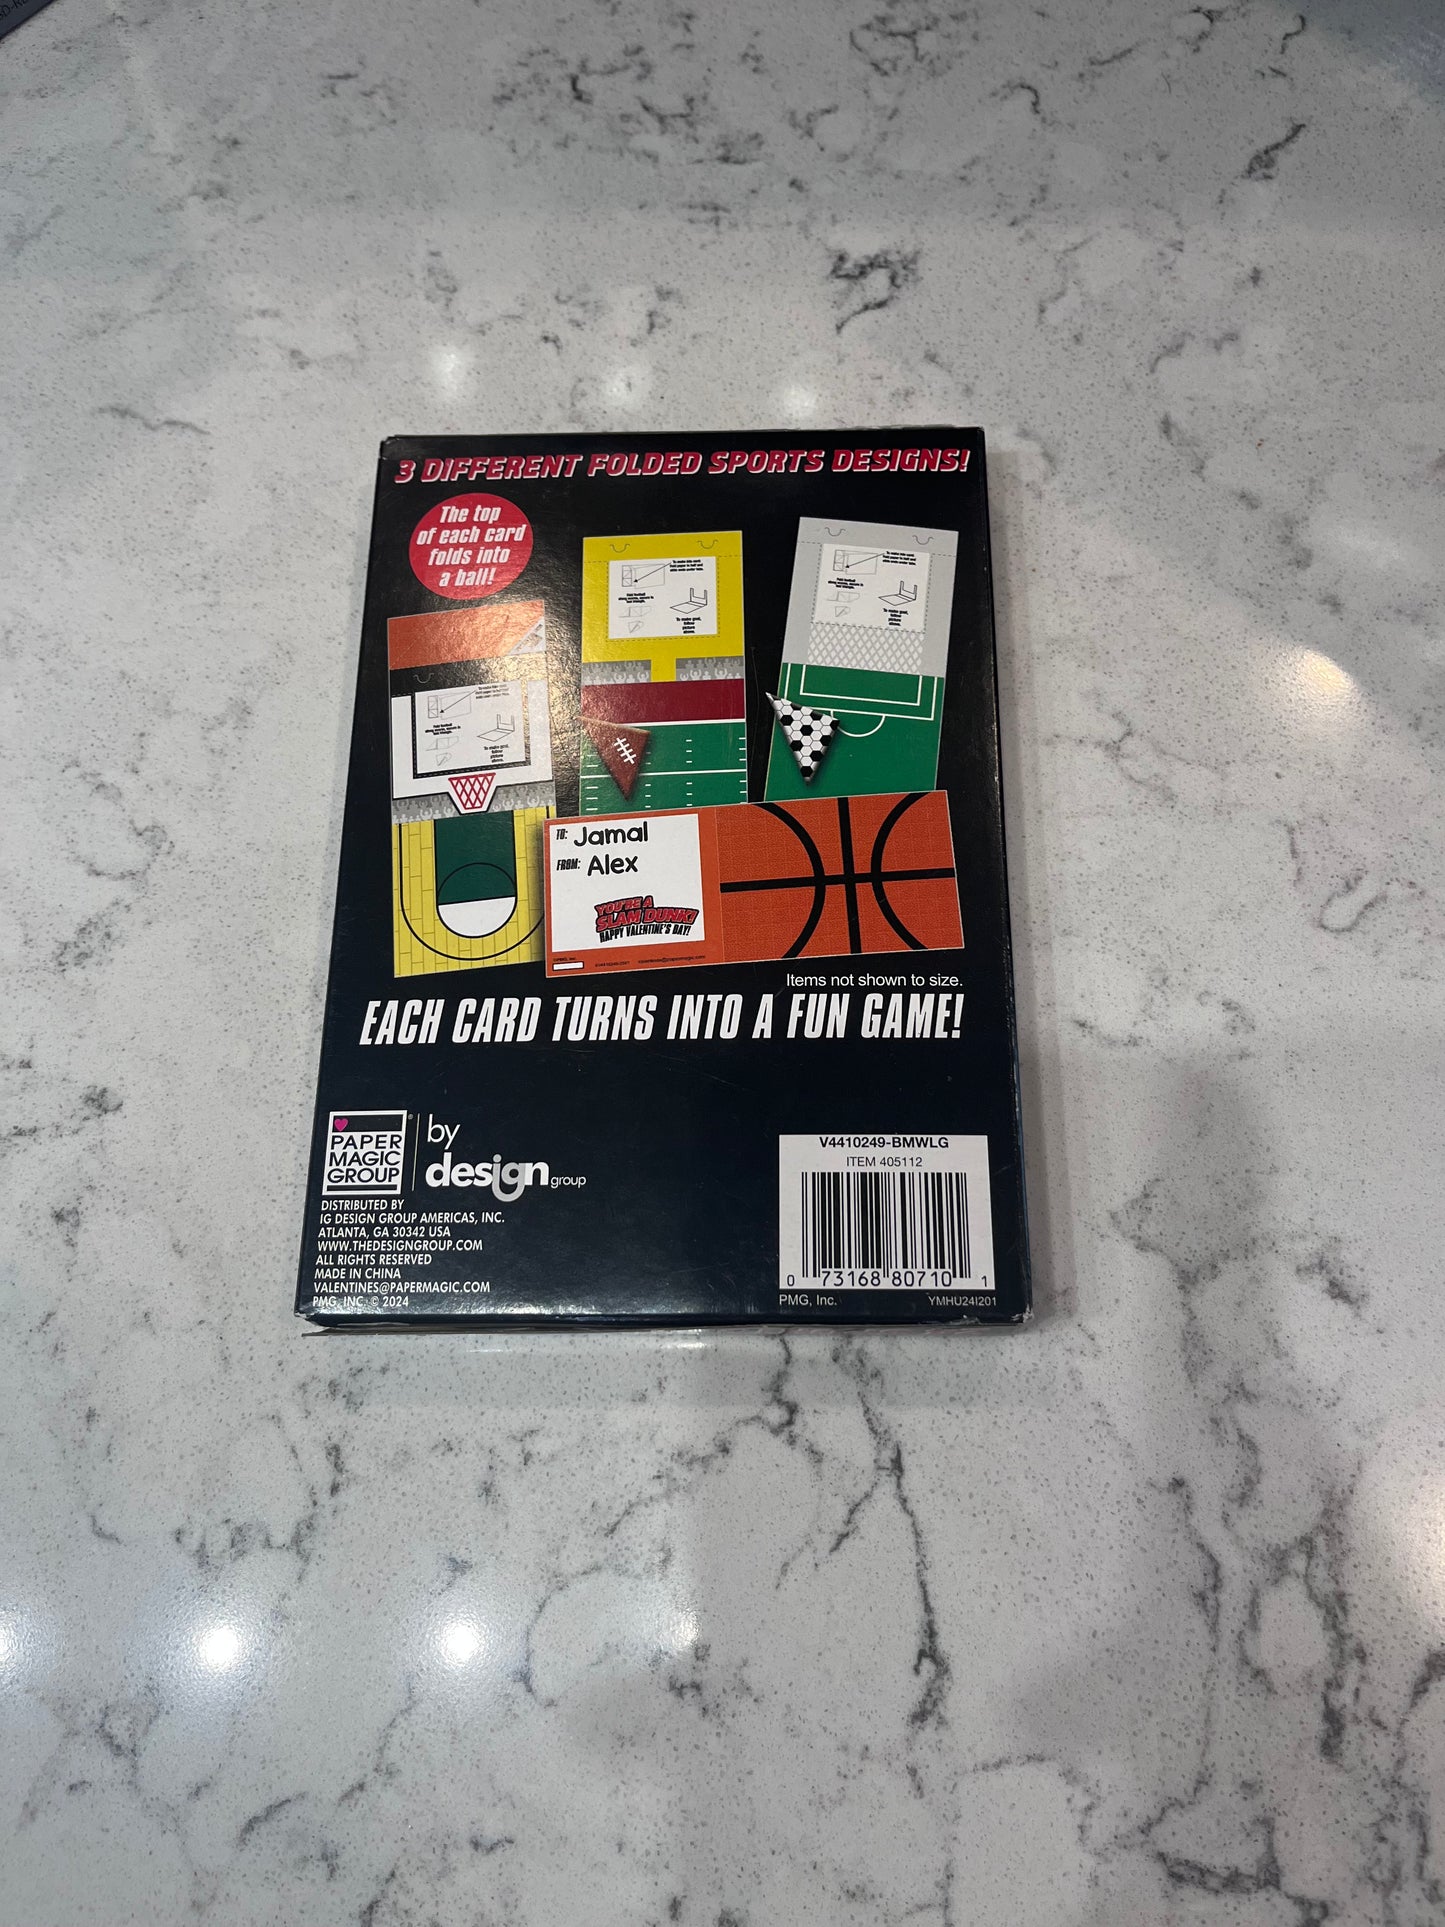 3 DIFFERENT FOLDED SPORTS DESIGNS!
The top
of each card
folds into
a ball!
TO: Jamal
FROM: Alex
YOU'RE A
SLAM DUNK!
HAPPY VALENTINE'S DAY!
Items not shown to size.
EACH CARD TURNS INTO A FUN GAME!
PAPER
MAGIC
GROUP
®
by
design group
DISTRIBUTED BY
IG DESIGN GROUP AMERICAS, INC.
ATLANTA, GA 30342 USA
WWW.THEDESIGNGROUP.COM
ALL RIGHTS RESERVED
MADE IN CHINA
VALENTINES@PAPERMAGIC.COM
PMG, INC. © 2024
V4410249-BMWLG
ITEM 405112
0 73168 80710 1
PMG, Inc. YMHU24I201